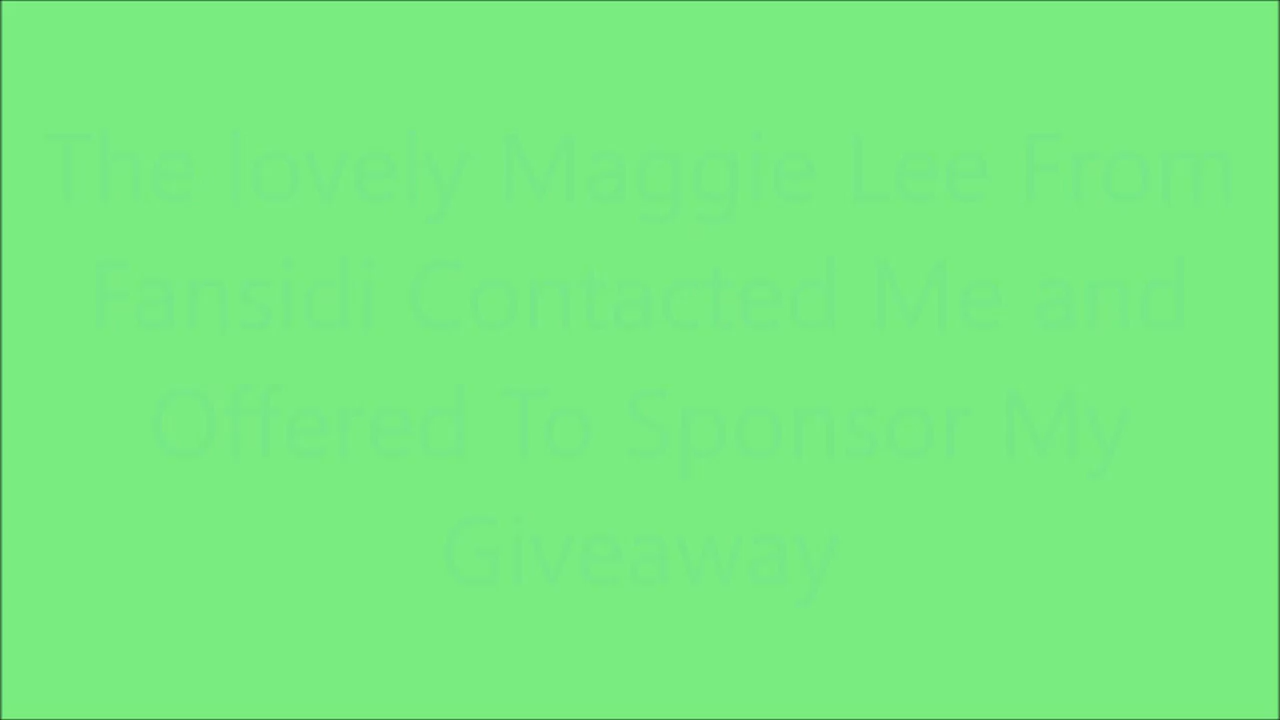 The lovely Maggie Lee From
Fansidi Contacted Me and
Offered To Sponsor My
Giveaway